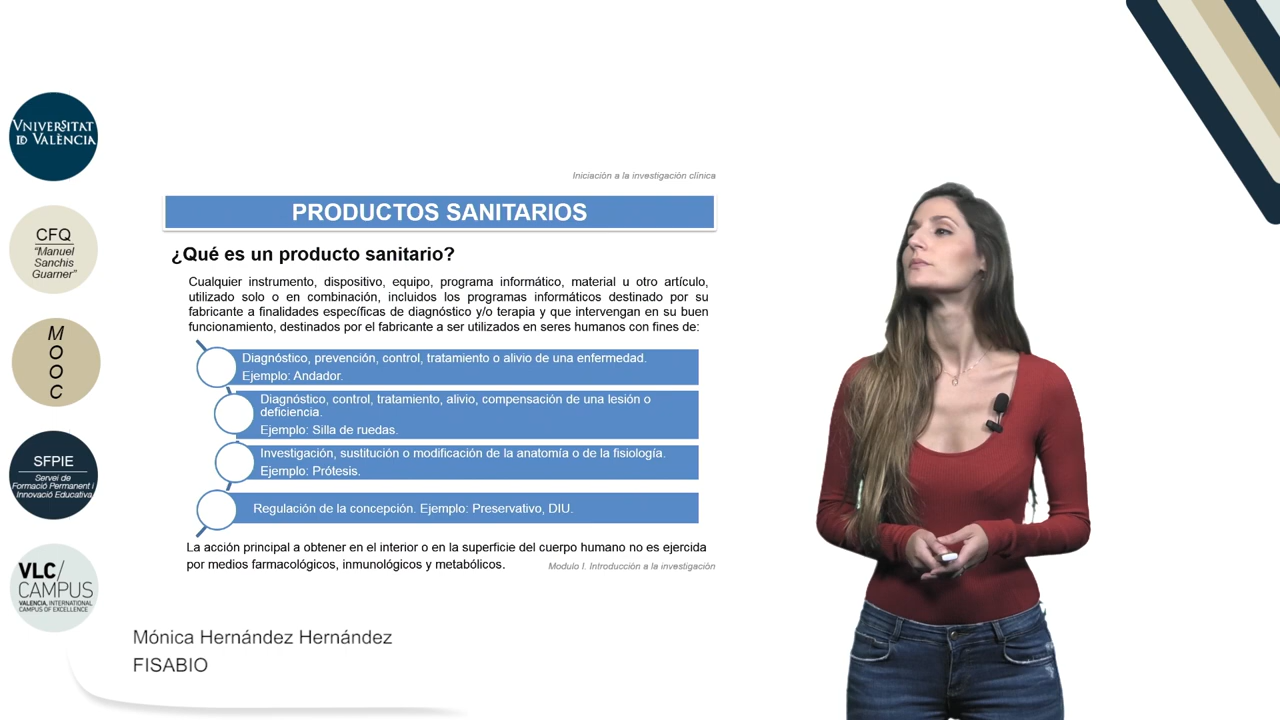 VNIVERSITAT
ID VALÈNCIA
CFQ
"Manuel
Sanchis
Guarner"
M
O
O
C
SFPIE
Servei de
Formació Permanent i
Innovació Educativa
VLC/
CAMPUS
VALENCIA, INTERNATIONAL
CAMPUS OF EXCELLENCE
Iniciación a la investigación clínica
PRODUCTOS SANITARIOS
¿Qué es un producto sanitario?
Cualquier instrumento, dispositivo, equipo, programa informático, material u otro artículo,
utilizado solo o en combinación, incluidos los programas informáticos destinado por su
fabricante a finalidades específicas de diagnóstico y/o terapia y que intervengan en su buen
funcionamiento, destinados por el fabricante a ser utilizados en seres humanos con fines de:
Diagnóstico, prevención, control, tratamiento o alivio de una enfermedad.
Ejemplo: Andador.
Diagnóstico, control, tratamiento, alivio, compensación de una lesión o
deficiencia.
Ejemplo: Silla de ruedas.
Investigación, sustitución o modificación de la anatomía o de la fisiología.
Ejemplo: Prótesis.
Regulación de la concepción. Ejemplo: Preservativo, DIU.
La acción principal a obtener en el interior o en la superficie del cuerpo humano no es ejercida
por medios farmacológicos, inmunológicos y metabólicos.
Modulo I. Introducción a la investigación
Mónica Hernández Hernández
FISABIO